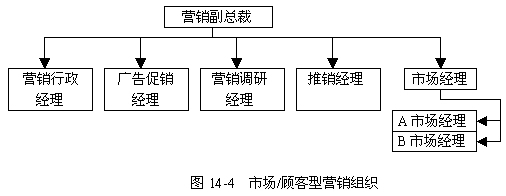 营销副总裁
营销行政
经理
广告促销
经理
营销调研
经理
推销经理
市场经理
A 市场经理
B 市场经理
图 14-4 市场/顾客型营销组织